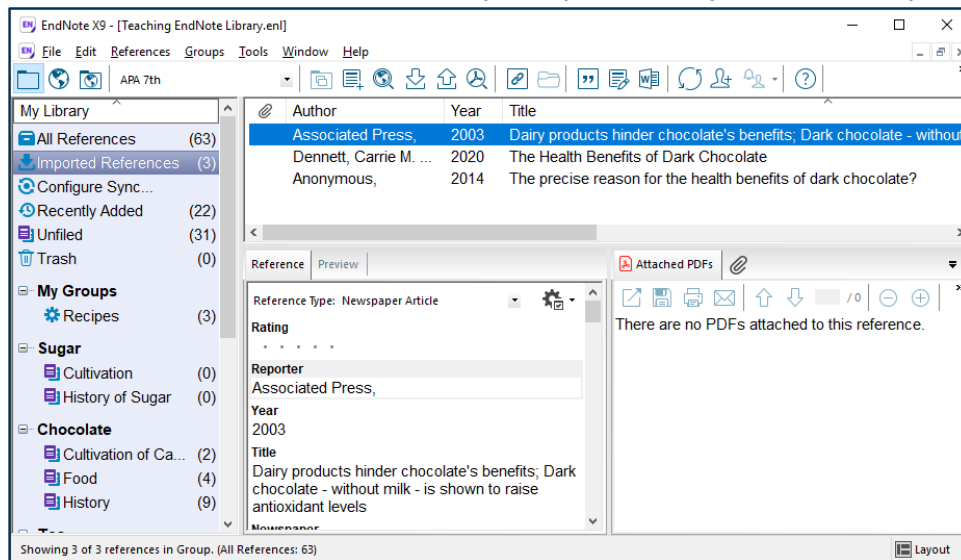 EndNote X9 - [Teaching EndNote Library.enl]
File Edit References Groups Tools Window Help
APA 7th
My Library
All References (63)
Imported References (3)
Configure Sync...
Recently Added (22)
Unfiled (31)
Trash (0)
My Groups
Recipes (3)
Sugar
Cultivation (0)
History of Sugar (0)
Chocolate
Cultivation of Ca... (2)
Food (4)
History (9)
Author Year Title
Associated Press, 2003 Dairy products hinder chocolate's benefits; Dark chocolate - without
Dennett, Carrie M. ... 2020 The Health Benefits of Dark Chocolate
Anonymous, 2014 The precise reason for the health benefits of dark chocolate?
Reference Preview
Reference Type: Newspaper Article
Rating
Reporter
Associated Press,
Year
2003
Title
Dairy products hinder chocolate's benefits; Dark
chocolate - without milk - is shown to raise
antioxidant levels
Newspaper
Attached PDFs
/ 0
There are no PDFs attached to this reference.
Showing 3 of 3 references in Group. (All References: 63)
Layout